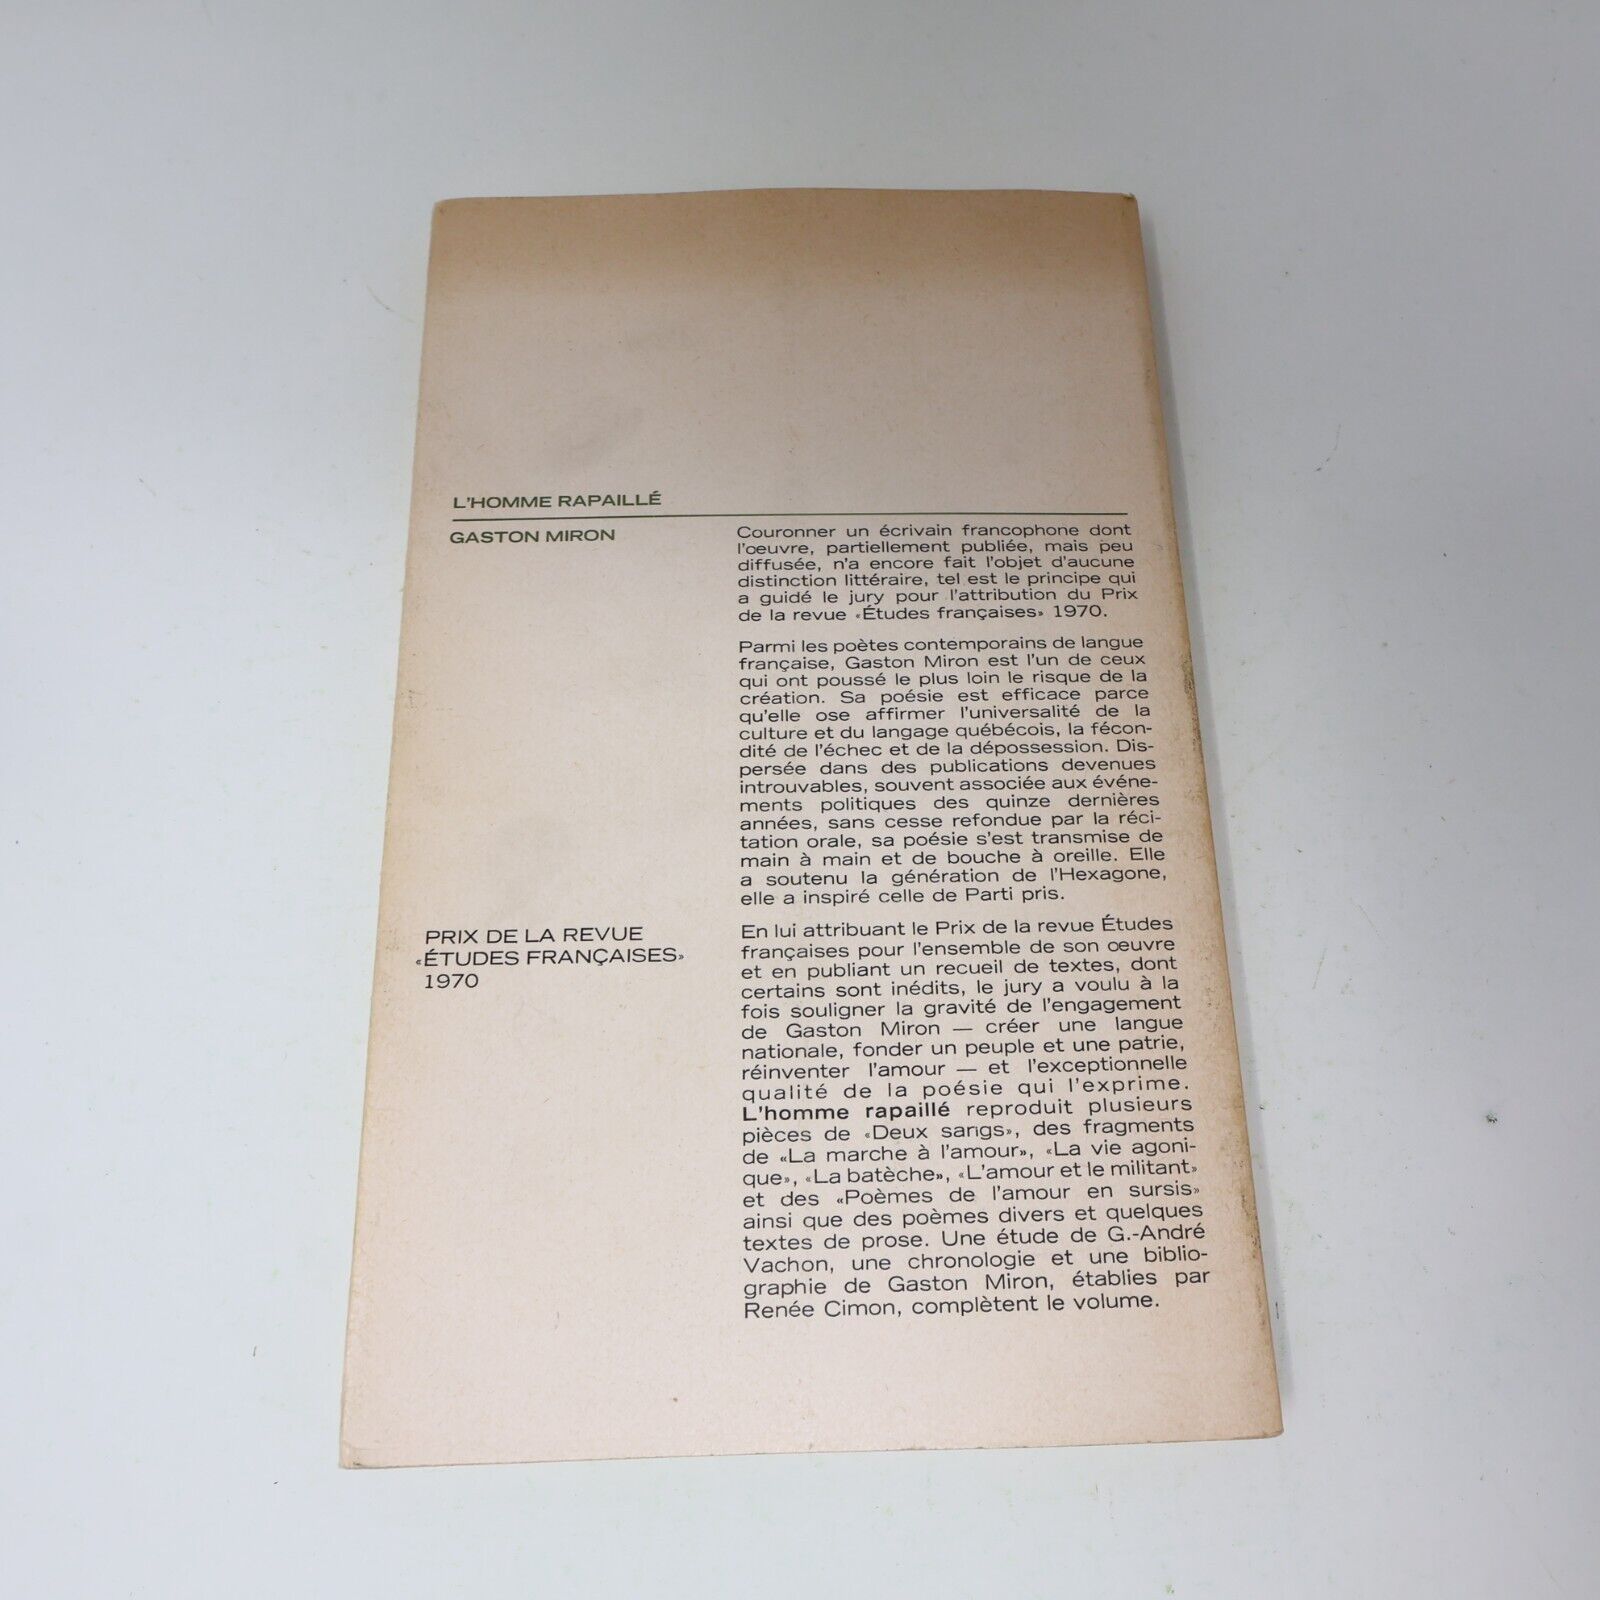 L'HOMME RAPAILLÉ
GASTON MIRON
Couronner un écrivain francophone dont
l'œuvre, partiellement publiée, mais peu
diffusée, n'a encore fait l'objet d'aucune
distinction littéraire, tel est le principe qui
a guidé le jury pour l'attribution du Prix
de la revue «Études françaises» 1970.
Parmi les poètes contemporains de langue
française, Gaston Miron est l'un de ceux
qui ont poussé le plus loin le risque de la
création. Sa poésie est efficace parce
qu'elle ose affirmer l'universalité de la
culture et du langage québécois, la fécon-
dité de l'échec et de la dépossession. Dis-
persée dans des publications devenues
introuvables, souvent associée aux événe-
ments politiques des quinze dernières
années, sans cesse refondue par la réci-
tation orale, sa poésie s'est transmise de
main à main et de bouche à oreille. Elle
a soutenu la génération de l'Hexagone,
elle a inspiré celle de Parti pris.
PRIX DE LA REVUE
«ÉTUDES FRANÇAISES»
1970
En lui attribuant le Prix de la revue Études
françaises pour l'ensemble de son œuvre
et en publiant un recueil de textes, dont
certains sont inédits, le jury a voulu à la
fois souligner la gravité de l'engagement
de Gaston Miron — créer une langue
nationale, fonder un peuple et une patrie,
réinventer l'amour — et l'exceptionnelle
qualité de la poésie qui l'exprime.
L'homme rapaillé reproduit plusieurs
pièces de «Deux sangs», des fragments
de «La marche à l'amour», «La vie agoni-
que», «La batèche», «L'amour et le militant»
et des «Poèmes de l'amour en sursis»
ainsi que des poèmes divers et quelques
textes de prose. Une étude de G.-André
Vachon, une chronologie et une biblio-
graphie de Gaston Miron, établies par
Renée Cimon, complètent le volume.